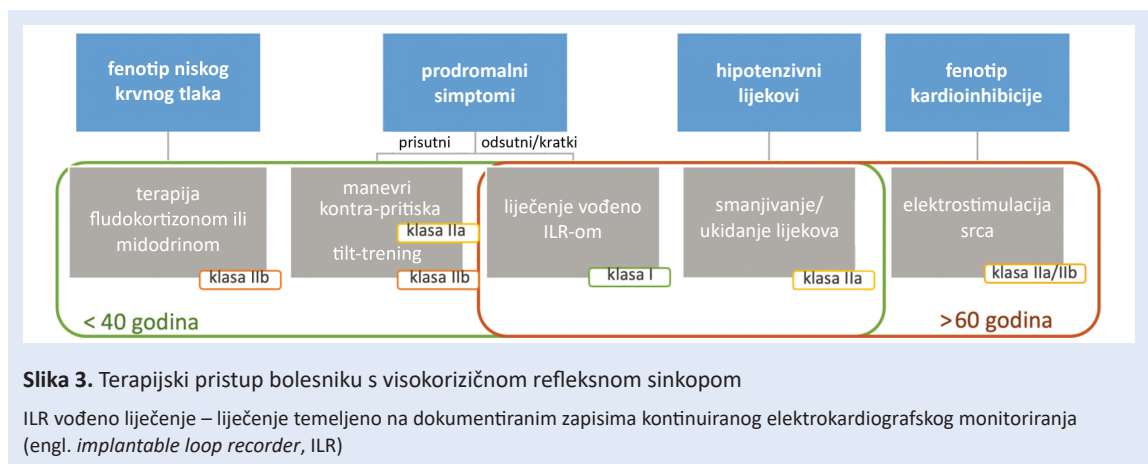 fenotip niskog
krvnog tlaka
prodromalni
simptomi
hipotenzivni
lijekovi
fenotip
kardioinhibicije
prisutni
odsutni/kratki
terapija
fludokortizonom ili
midodrinom
klasa IIb
manevri
kontra-pritiska
klasa IIa
tilt-trening
klasa IIb
liječenje vođeno
ILR-om
klasa I
smanjivanje/
ukidanje lijekova
klasa IIa
elektrostimulacija
srca
klasa IIa/IIb
< 40 godina
>60 godina
Slika 3. Terapijski pristup bolesniku s visokorizičnom refleksnom sinkopom
ILR vođeno liječenje – liječenje temeljeno na dokumentiranim zapisima kontinuiranog elektrokardiografskog monitoriranja
(engl. implantable loop recorder, ILR)